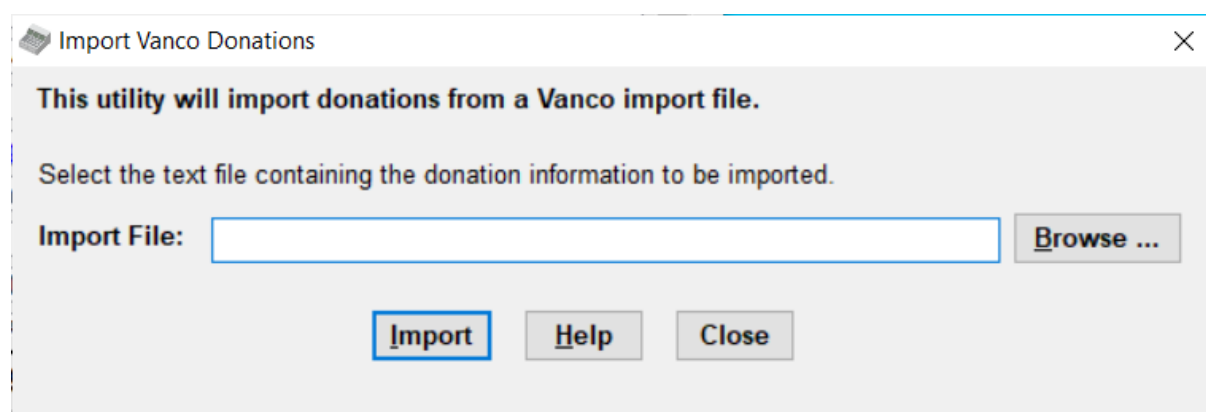 Import Vanco Donations
This utility will import donations from a Vanco import file.
Select the text file containing the donation information to be imported.
Import File: Browse ...
Import Help Close